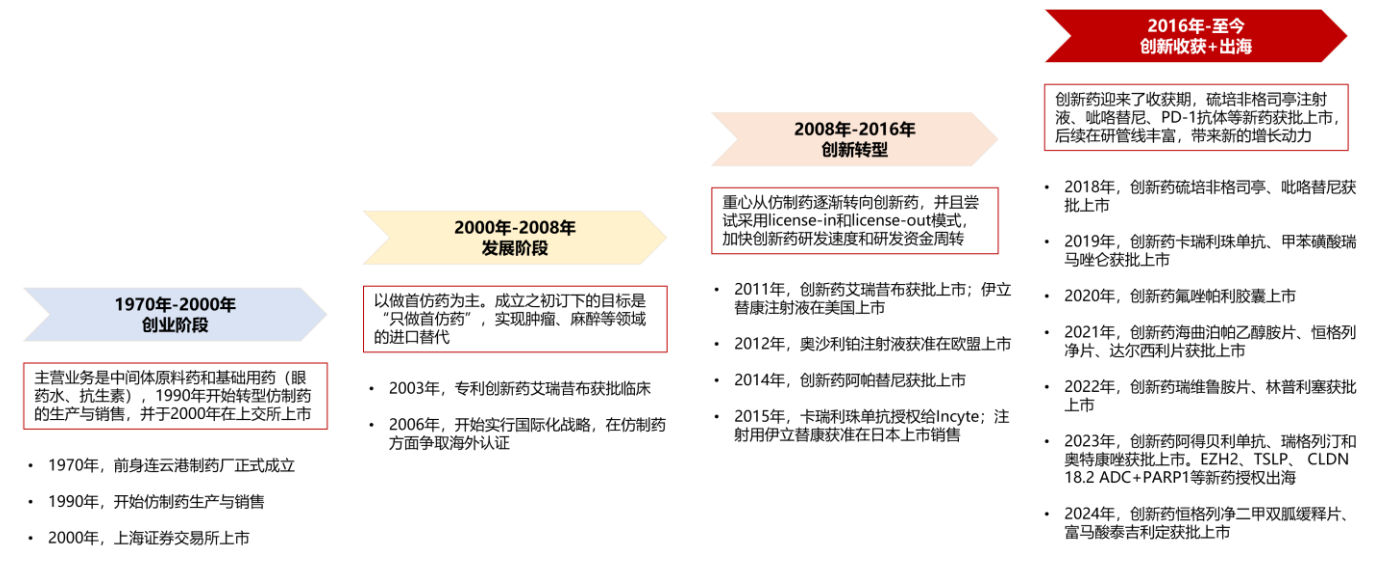 1970年-2000年
创业阶段
主营业务是中间体原料药和基础用药（眼
药水、抗生素），1990年开始转型仿制药
的生产与销售，并于2000年在上交所上市
• 1970年，前身连云港制药厂正式成立
• 1990年，开始仿制药生产与销售
• 2000年，上海证券交易所上市
2000年-2008年
发展阶段
以做首仿药为主。成立之初订下的目标是
“只做首仿药”，实现肿瘤、麻醉等领域
的进口替代
• 2003年，专利创新药艾瑞昔布获批临床
• 2006年，开始实行国际化战略，在仿制药
方面争取海外认证
2008年-2016年
创新转型
重心从仿制药逐渐转向创新药，并且尝
试采用license-in和license-out模式，
加快创新药研发速度和研发资金周转
• 2011年，创新药艾瑞昔布获批上市；伊立
替康注射液在美国上市
• 2012年，奥沙利铂注射液获准在欧盟上市
• 2014年，创新药阿帕替尼获批上市
• 2015年，卡瑞利珠单抗授权给Incyte；注
射用伊立替康获准在日本上市销售
2016年-至今
创新收获+出海
创新药迎来了收获期，硫培非格司亭注射
液、吡咯替尼、PD-1抗体等新药获批上市，
后续在研管线丰富，带来新的增长动力
• 2018年，创新药硫培非格司亭、吡咯替尼获
批上市
• 2019年，创新药卡瑞利珠单抗、甲苯磺酸瑞
马唑仑获批上市
• 2020年，创新药氟唑帕利胶囊上市
• 2021年，创新药海曲泊帕乙醇胺片、恒格列
净片、达尔西利片获批上市
• 2022年，创新药瑞维鲁胺片、林普利塞获批
上市
• 2023年，创新药阿得贝利单抗、瑞格列汀和
奥特康唑获批上市。EZH2、TSLP、 CLDN
18.2 ADC+PARP1等新药授权出海
• 2024年，创新药恒格列净二甲双胍缓释片、
富马酸泰吉利定获批上市